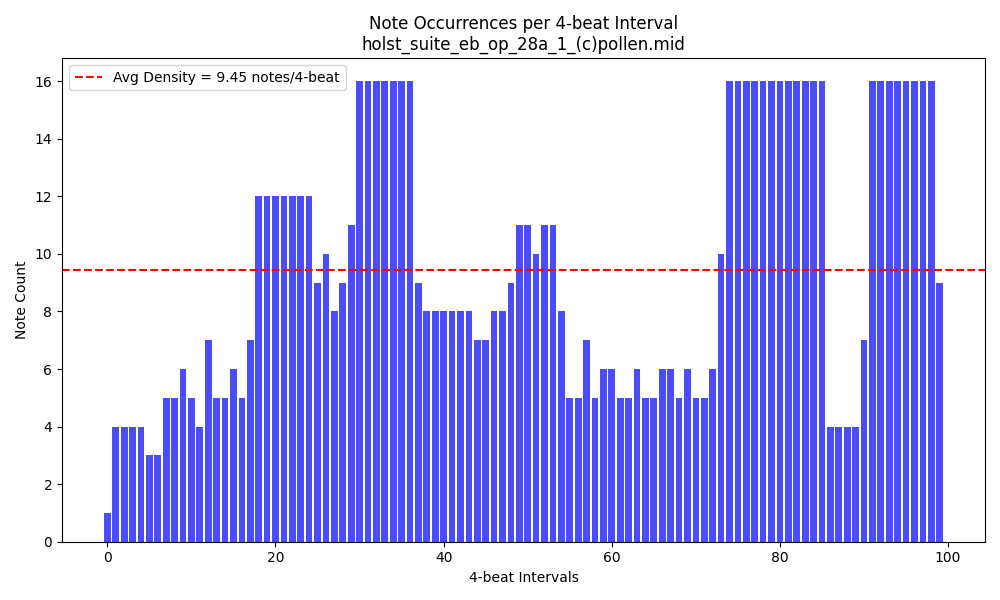 Note Occurrences per 4-beat Interval
holst_suite_eb_op_28a_1_(c)pollen.mid
Avg Density = 9.45 notes/4-beat
Note Count
16
14
12
10
8
6
4
2
0
0 20 40 60 80 100
4-beat Intervals